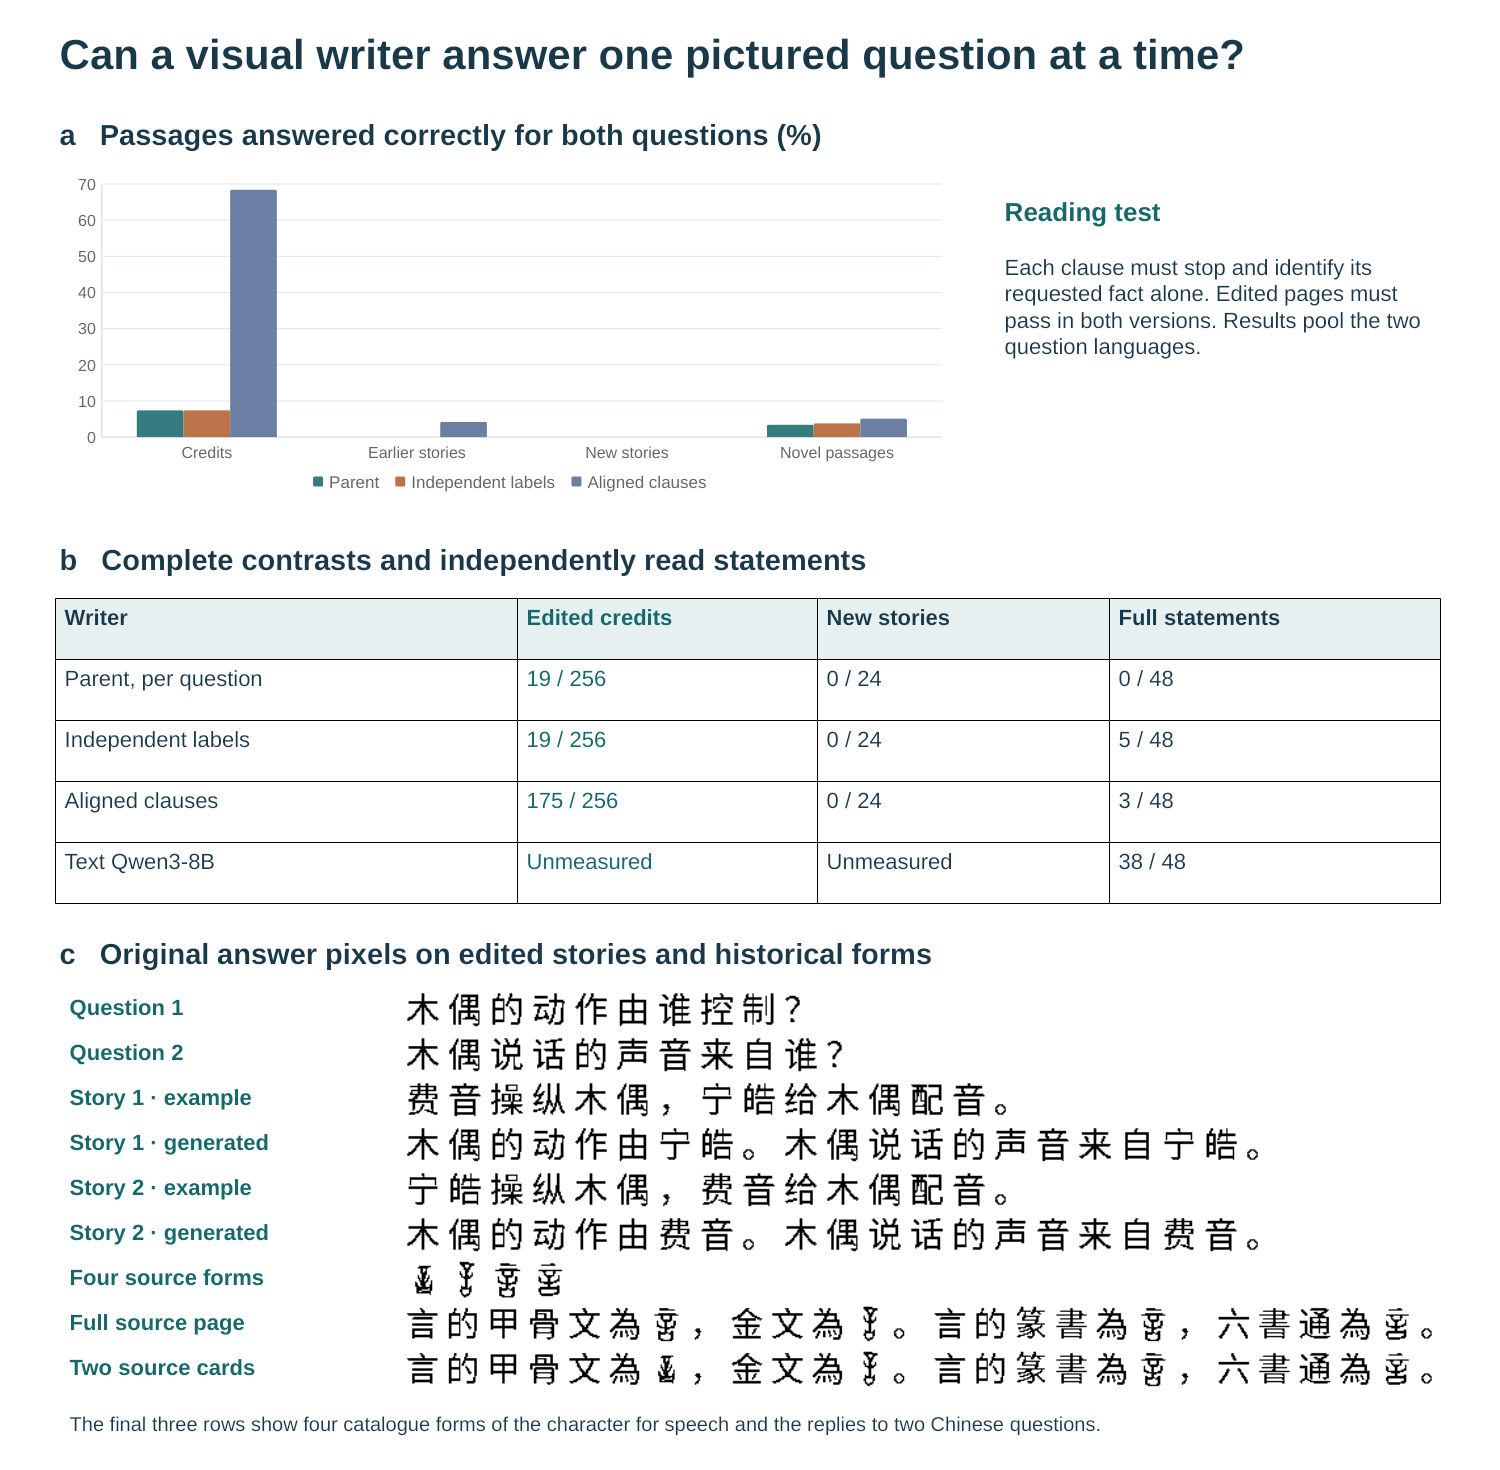 Can a visual writer answer one pictured question at a time?
a Passages answered correctly for both questions (%)
70
60
50
40
30
20
10
0
Credits Earlier stories New stories Novel passages
Parent Independent labels Aligned clauses
Reading test
Each clause must stop and identify its
requested fact alone. Edited pages must
pass in both versions. Results pool the two
question languages.
b Complete contrasts and independently read statements
Writer Edited credits New stories Full statements
Parent, per question 19 / 256 0 / 24 0 / 48
Independent labels 19 / 256 0 / 24 5 / 48
Aligned clauses 175 / 256 0 / 24 3 / 48
Text Qwen3-8B Unmeasured Unmeasured 38 / 48
c Original answer pixels on edited stories and historical forms
Question 1 木偶的动作由谁控制？
Question 2 木偶说话的声音来自谁？
Story 1 · example 费音操纵木偶，宁皓给木偶配音。
Story 1 · generated 木偶的动作由宁皓。木偶说话的声音来自宁皓。
Story 2 · example 宁皓操纵木偶，费音给木偶配音。
Story 2 · generated 木偶的动作由费音。木偶说话的声音来自费音。
Four source forms
Full source page 言的甲骨文為，金文為。言的篆書為，六書通為。
Two source cards 言的甲骨文為，金文為。言的篆書為，六書通為。
The final three rows show four catalogue forms of the character for speech and the replies to two Chinese questions.